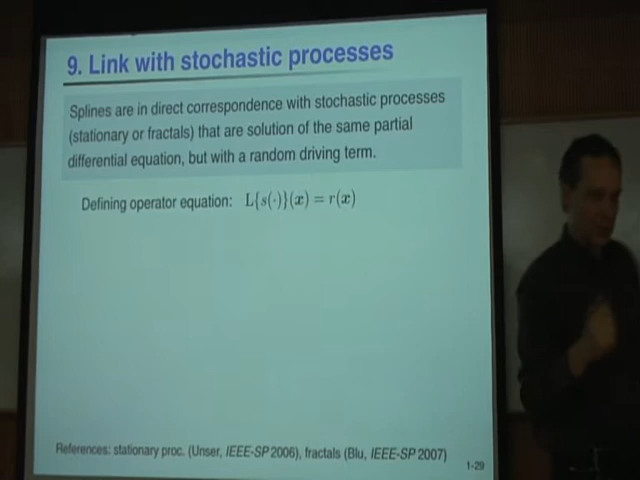 9. Link with stochastic processes
Splines are in direct correspondence with stochastic processes
(stationary or fractals) that are solution of the same partial
differential equation, but with a random driving term.
Defining operator equation: L{s(·)}(x) = r(x)
References: stationary proc. (Unser, IEEE-SP 2006), fractals (Blu, IEEE-SP 2007)
1-29